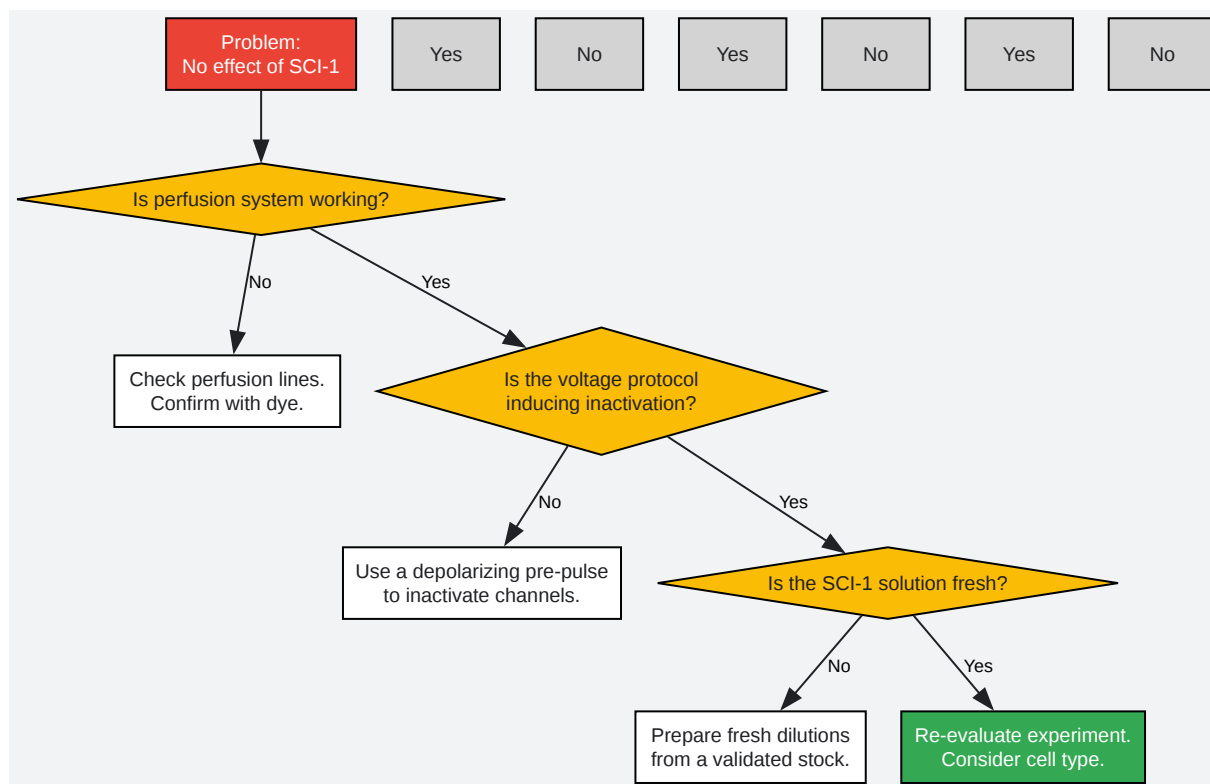 Problem:
No effect of SCI-1
Yes
No
Yes
No
Yes
No
Is perfusion system working?
No
Yes
Check perfusion lines.
Confirm with dye.
Is the voltage protocol
inducing inactivation?
No
Yes
Use a depolarizing pre-pulse
to inactivate channels.
Is the SCI-1 solution fresh?
No
Yes
Prepare fresh dilutions
from a validated stock.
Re-evaluate experiment.
Consider cell type.